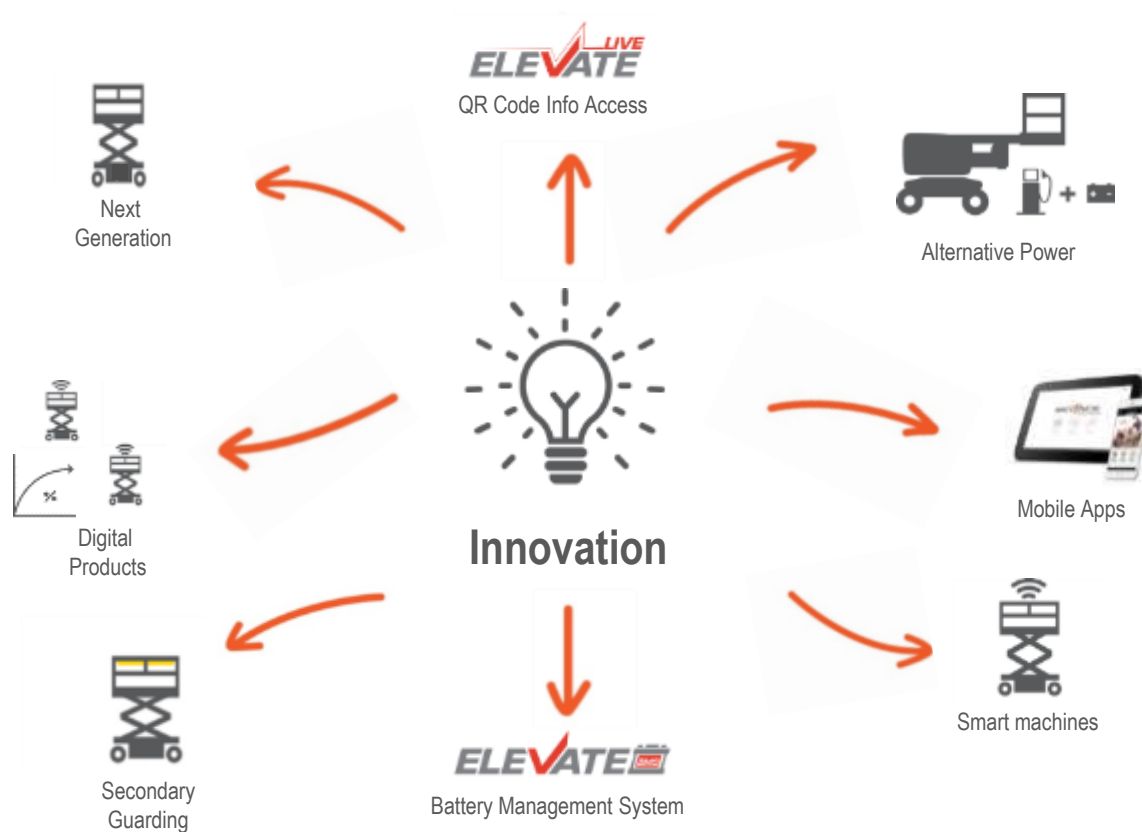 LIVE
ELEVATE
QR Code Info Access
Next
Generation
Alternative Power
%
Digital
Products
Innovation
Mobile Apps
Smart machines
Secondary
Guarding
ELEVATE
BMS
Battery Management System